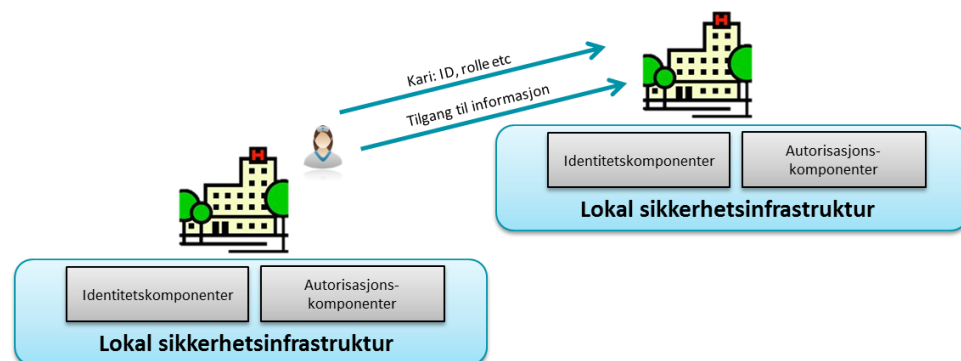 H
Kari: ID, rolle etc
Tilgang til informasjon
Identitetskomponenter
Autorisasjons-
komponenter
Lokal sikkerhetsinfrastruktur
H
Identitetskomponenter
Autorisasjons-
komponenter
Lokal sikkerhetsinfrastruktur